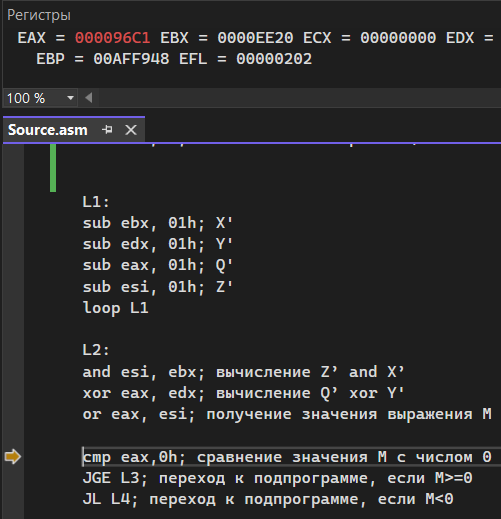 Регистры
EAX = 000096C1 EBX = 0000EE20 ECX = 00000000 EDX =
EBP = 00AFF948 EFL = 00000202
100 %
Source.asm
L1:
sub ebx, 01h; X'
sub edx, 01h; Y'
sub eax, 01h; Q'
sub esi, 01h; Z'
loop L1
L2:
and esi, ebx; вычисление Z’ and X’
xor eax, edx; вычисление Q’ xor Y'
or eax, esi; получение значения выражения M
cmp eax,0h; сравнение значения M с числом 0
JGE L3; переход к подпрограмме, если M>=0
JL L4; переход к подпрограмме, если M<0